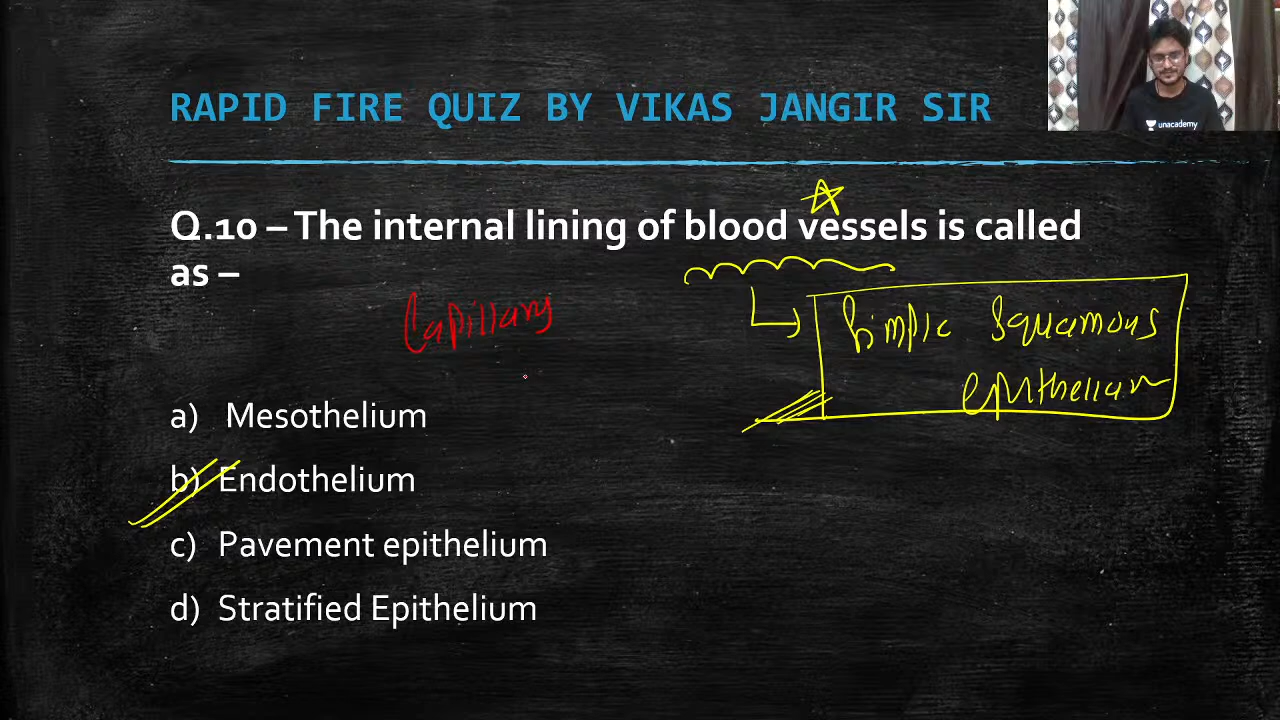 RAPID FIRE QUIZ BY VIKAS JANGIR SIR
unacademy
Q.10 – The internal lining of blood vessels is called
as –
Capillary
Simple Squamous
epithelium
a) Mesothelium
b) Endothelium
c) Pavement epithelium
d) Stratified Epithelium